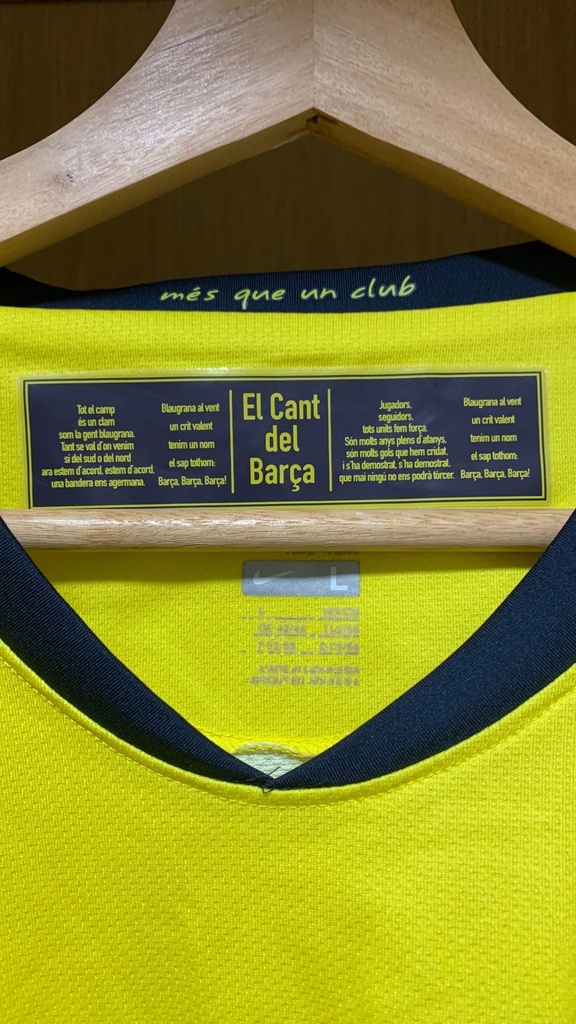 més que un club
Tot el camp
és un clam
som la gent blaugrana.
Tant se val d'on venim
si del sud o del nord
ara estem d'acord, estem d'acord.
una bandera ens agermana.
Blaugrana al vent
un crit valent
tenim un nom
el sap tothom:
Barça, Barça, Barça!
El Cant
del
Barça
Jugadors,
seguidors,
tots units fem força.
Són molts anys plens d'afanys,
són molts gols que hem cridat.
i s'ha demostrat, s'ha demostrat.
que mai ningú no ens podrà tòrcer.
Blaugrana al vent
un crit valent
tenim un nom
el sap tothom:
Barça, Barça, Barça!
L